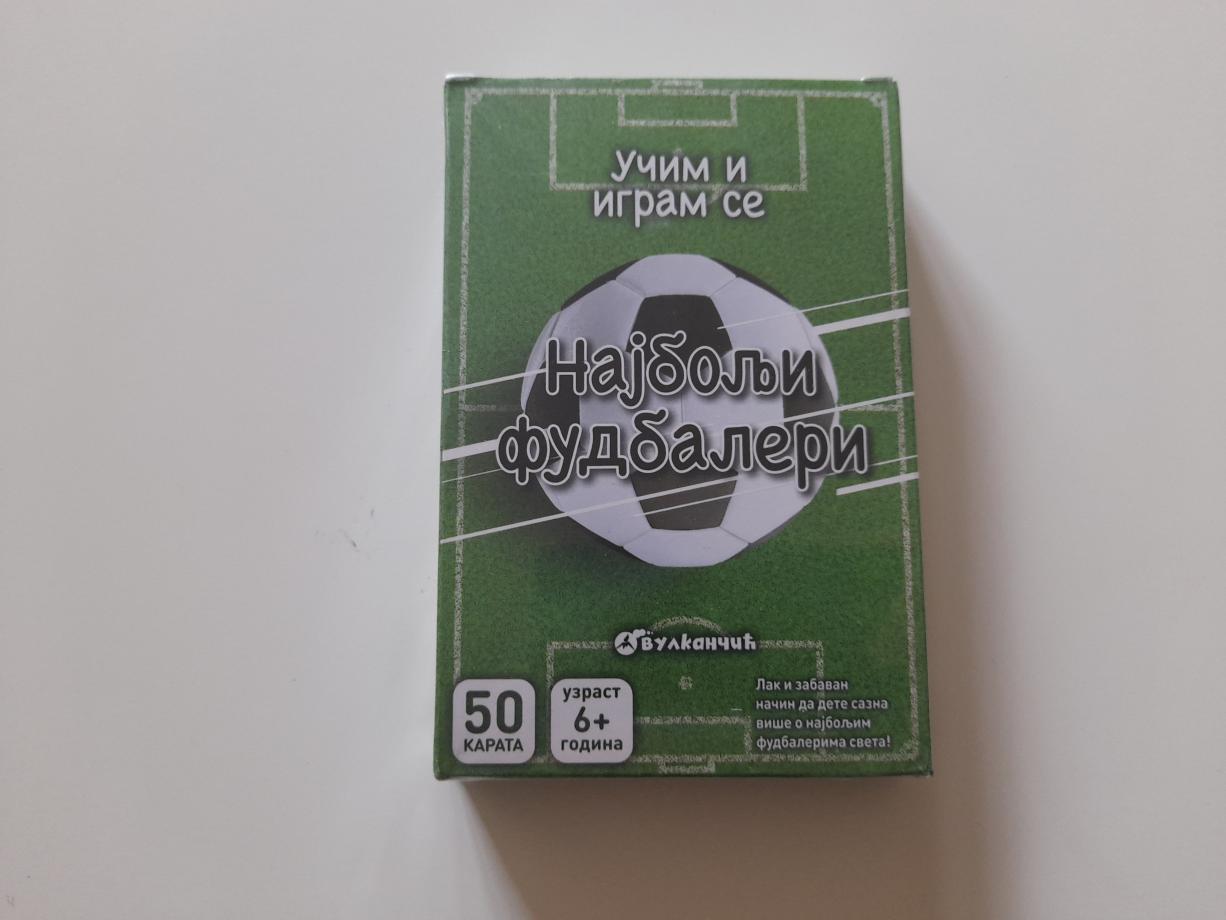 Учим и
играм се
Најбољи
фудбалери
Вулканчић
50
КАРАТА
узраст
6+
година
Лак и забаван
начин да дете сазна
више о најбољим
фудбалерима света!